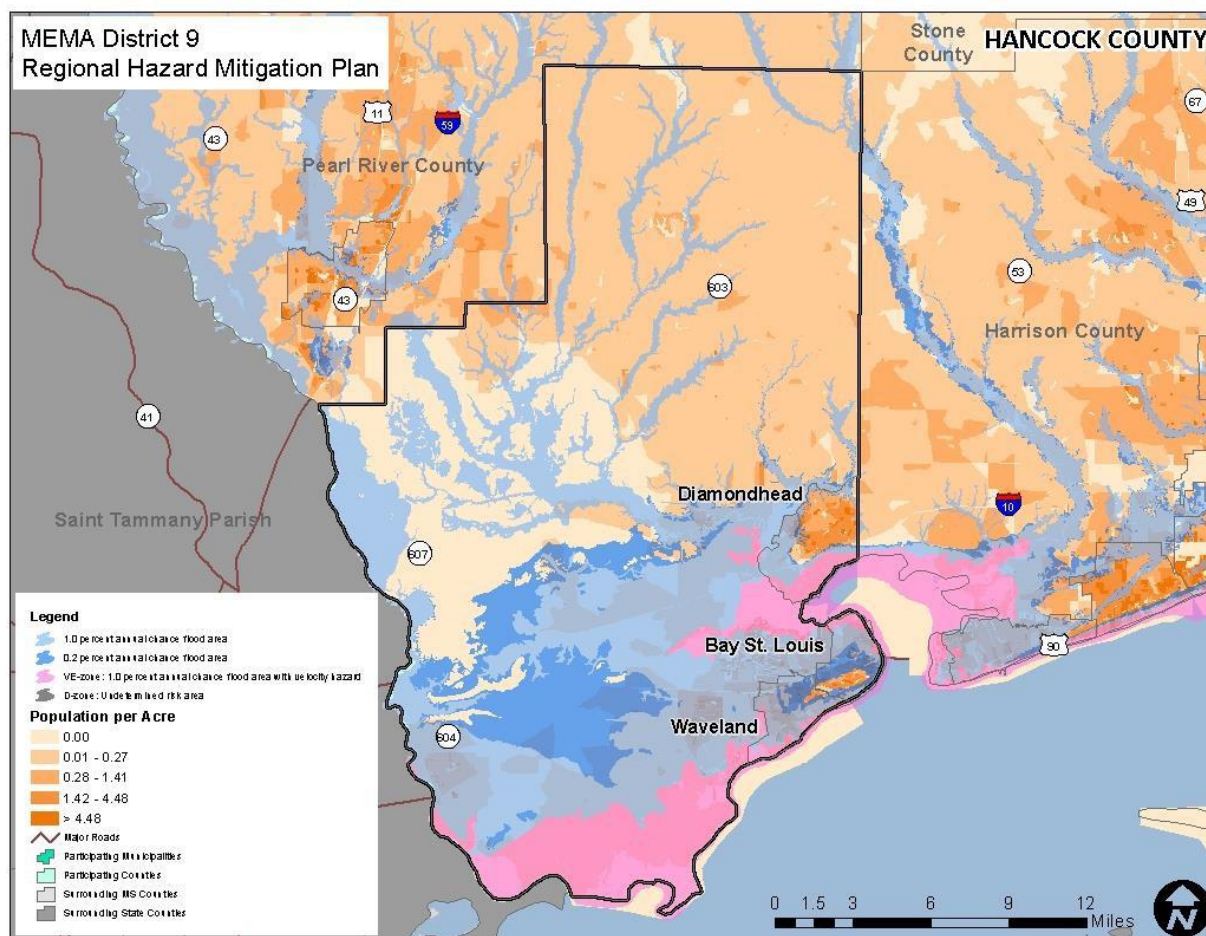 MEMA District 9
Regional Hazard Mitigation Plan
HANCOCK COUNTY
Stone
County
67
11
59
43
Pearl River County
49
53
603
43
Harrison County
41
Diamondhead
10
Saint Tammany Parish
607
Bay St. Louis
90
Waveland
604
Legend
1.0 percent annual chance flood area
0.2 percent annual chance flood area
VE-zone: 1.0 percent annual chance flood area with velocity hazard
D-zone: Undetermined risk area
Population per Acre
0.00
0.01 - 0.27
0.28 - 1.41
1.42 - 4.48
> 4.48
Major Roads
Participating Municipalities
Participating Counties
Surrounding MS Counties
Surrounding State Counties
0 1.5 3 6 9 12
Miles
N